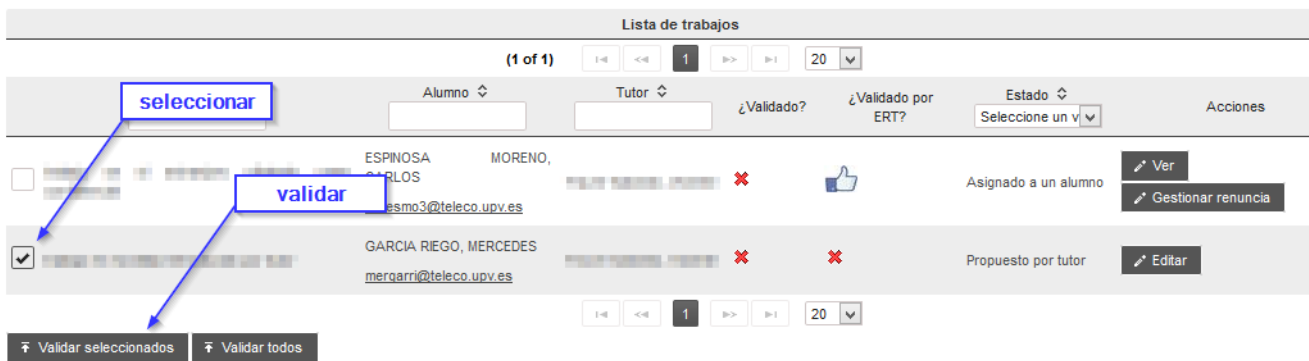 Lista de trabajos
(1 of 1) 1 20
seleccionar
Alumno Tutor ¿Validado? ¿Validado por ERT? Estado Acciones
Seleccione un v
ESPINOSA MORENO,
CARLOS
esmo3@teleco.upv.es
Asignado a un alumno
Ver
Gestionar renuncia
validar
GARCIA RIEGO, MERCEDES
mergarri@teleco.upv.es
Propuesto por tutor
Editar
1 20
Validar seleccionados Validar todos